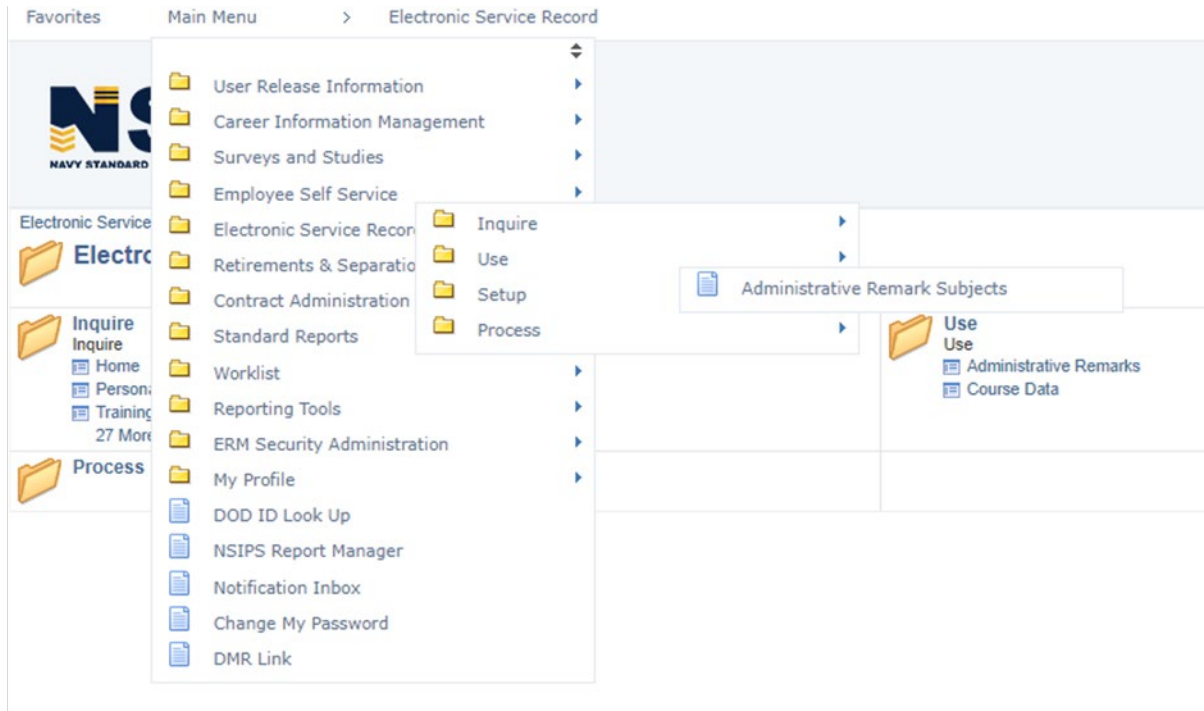 Favorites Main Menu > Electronic Service Record
NS
NAVY STANDARD
User Release Information
Career Information Management
Surveys and Studies
Employee Self Service
Electronic Service Recor
Retirements & Separatio
Contract Administration
Standard Reports
Worklist
Reporting Tools
ERM Security Administration
My Profile
DOD ID Look Up
NSIPS Report Manager
Notification Inbox
Change My Password
DMR Link
Inquire
Use
Setup
Process
Administrative Remark Subjects
Electronic Service
Electro
Inquire
Inquire
Home
Persona
Training
27 More
Use
Use
Administrative Remarks
Course Data
Process